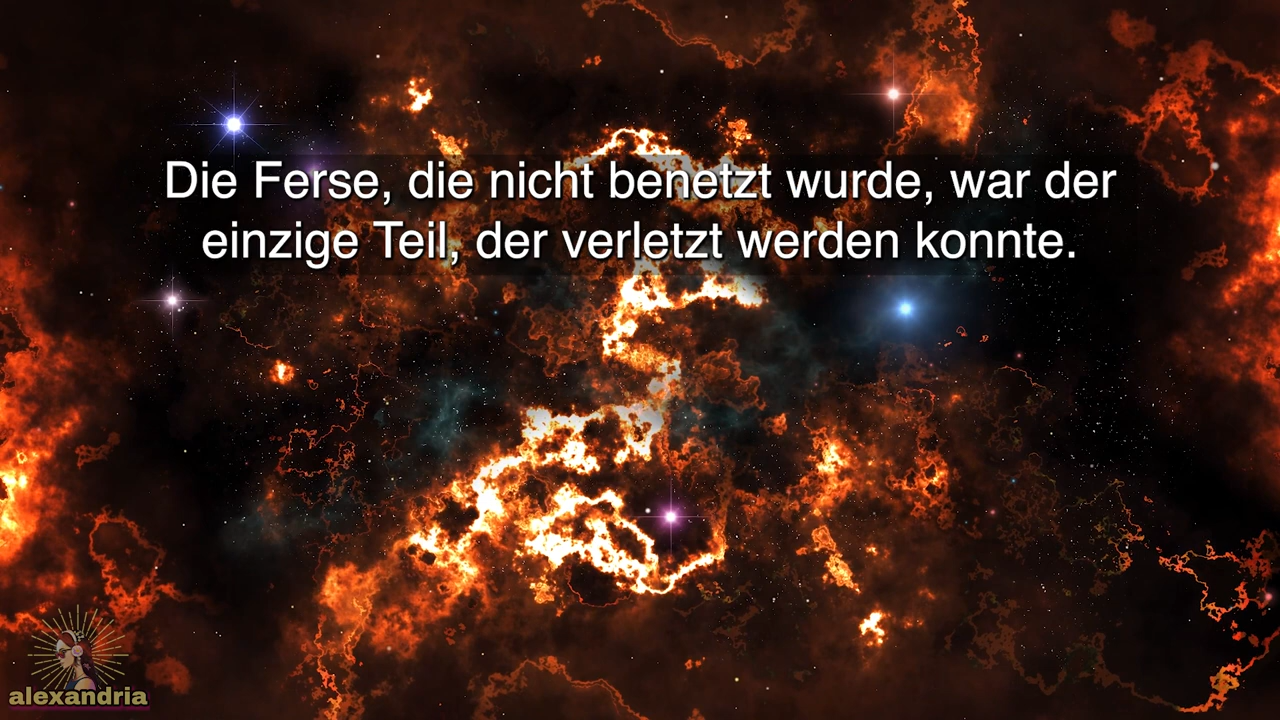 Die Ferse, die nicht benetzt wurde, war der
einzige Teil, der verletzt werden konnte.
alexandria